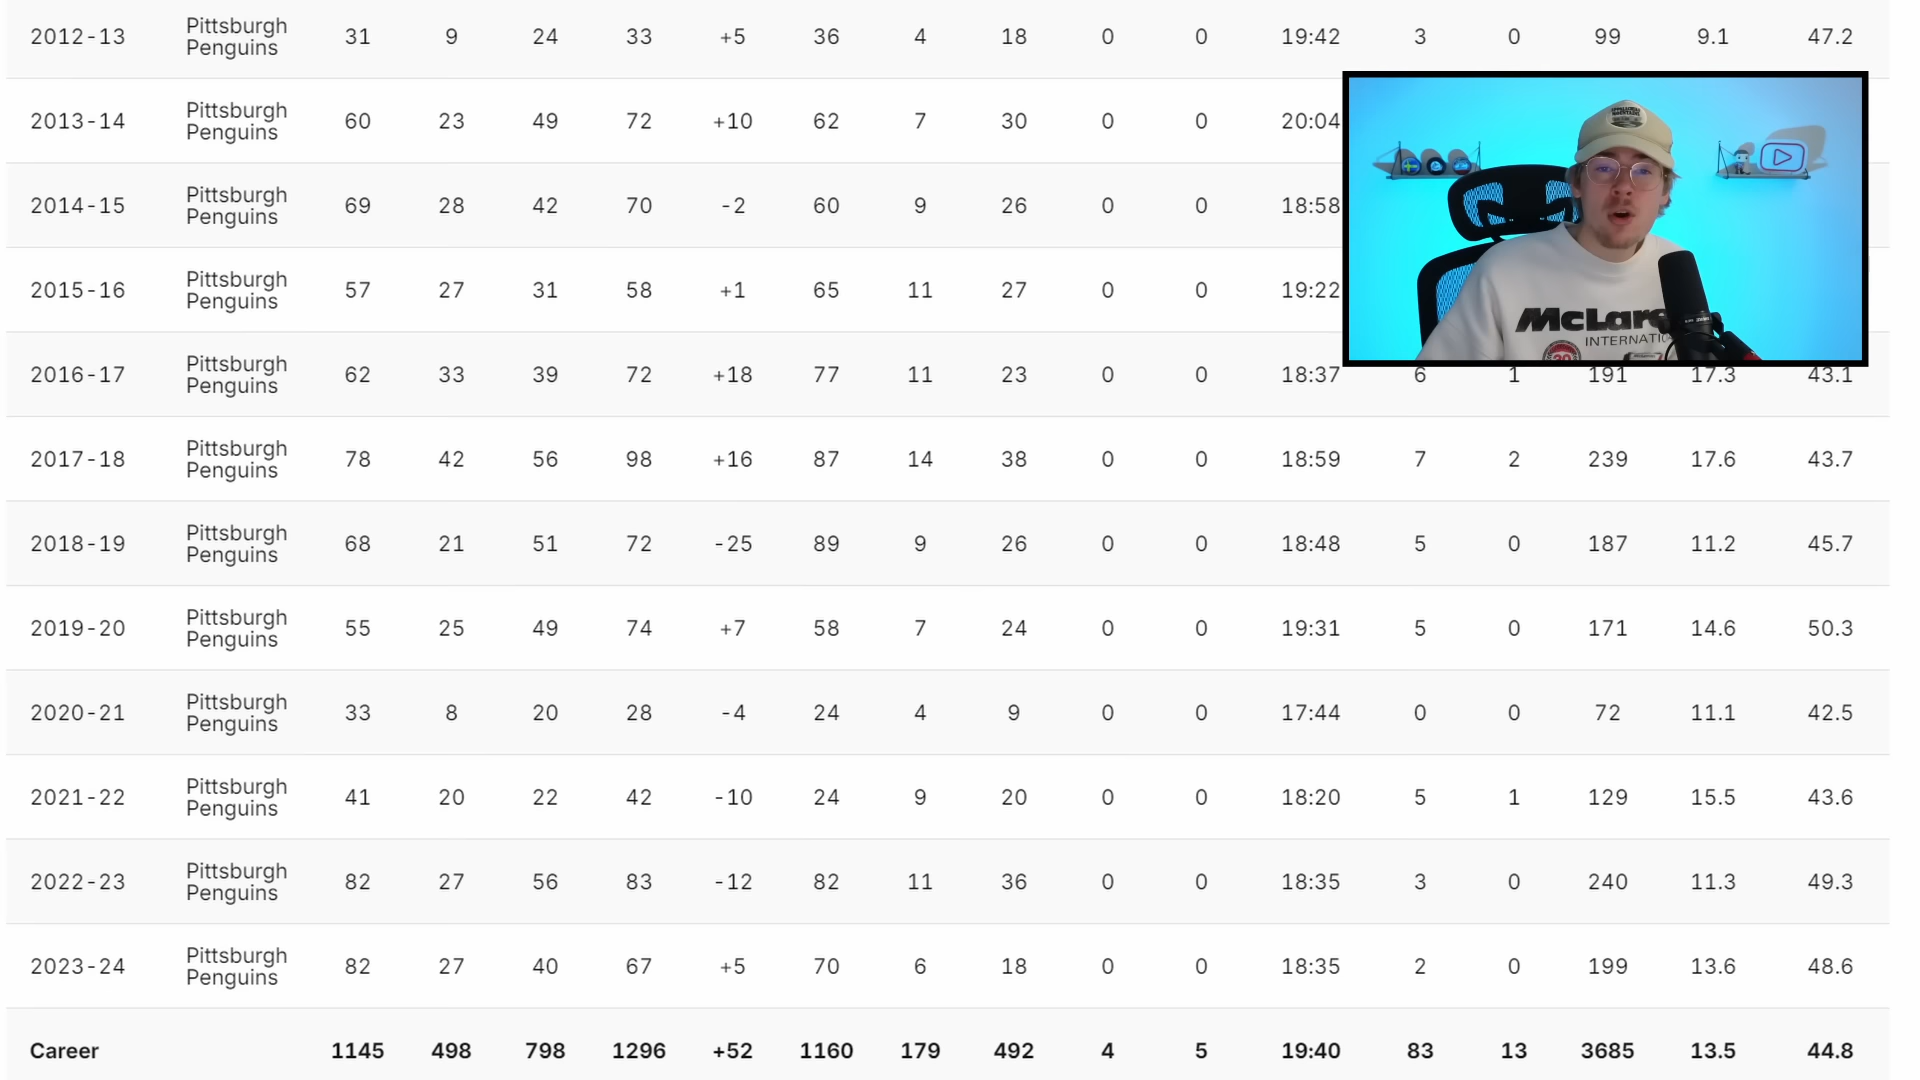 2012-13 Pittsburgh Penguins 31 9 24 33 +5 36 4 18 0 0 19:42 3 0 99 9.1 47.2
2013-14 Pittsburgh Penguins 60 23 49 72 +10 62 7 30 0 0 20:04
2014-15 Pittsburgh Penguins 69 28 42 70 -2 60 9 26 0 0 18:58
2015-16 Pittsburgh Penguins 57 27 31 58 +1 65 11 27 0 0 19:22
McLare
INTERNATIO
2016-17 Pittsburgh Penguins 62 33 39 72 +18 77 11 23 0 0 18:37 6 1 191 17.3 43.1
2017-18 Pittsburgh Penguins 78 42 56 98 +16 87 14 38 0 0 18:59 7 2 239 17.6 43.7
2018-19 Pittsburgh Penguins 68 21 51 72 -25 89 9 26 0 0 18:48 5 0 187 11.2 45.7
2019-20 Pittsburgh Penguins 55 25 49 74 +7 58 7 24 0 0 19:31 5 0 171 14.6 50.3
2020-21 Pittsburgh Penguins 33 8 20 28 -4 24 4 9 0 0 17:44 0 0 72 11.1 42.5
2021-22 Pittsburgh Penguins 41 20 22 42 -10 24 9 20 0 0 18:20 5 1 129 15.5 43.6
2022-23 Pittsburgh Penguins 82 27 56 83 -12 82 11 36 0 0 18:35 3 0 240 11.3 49.3
2023-24 Pittsburgh Penguins 82 27 40 67 +5 70 6 18 0 0 18:35 2 0 199 13.6 48.6
Career 1145 498 798 1296 +52 1160 179 492 4 5 19:40 83 13 3685 13.5 44.8